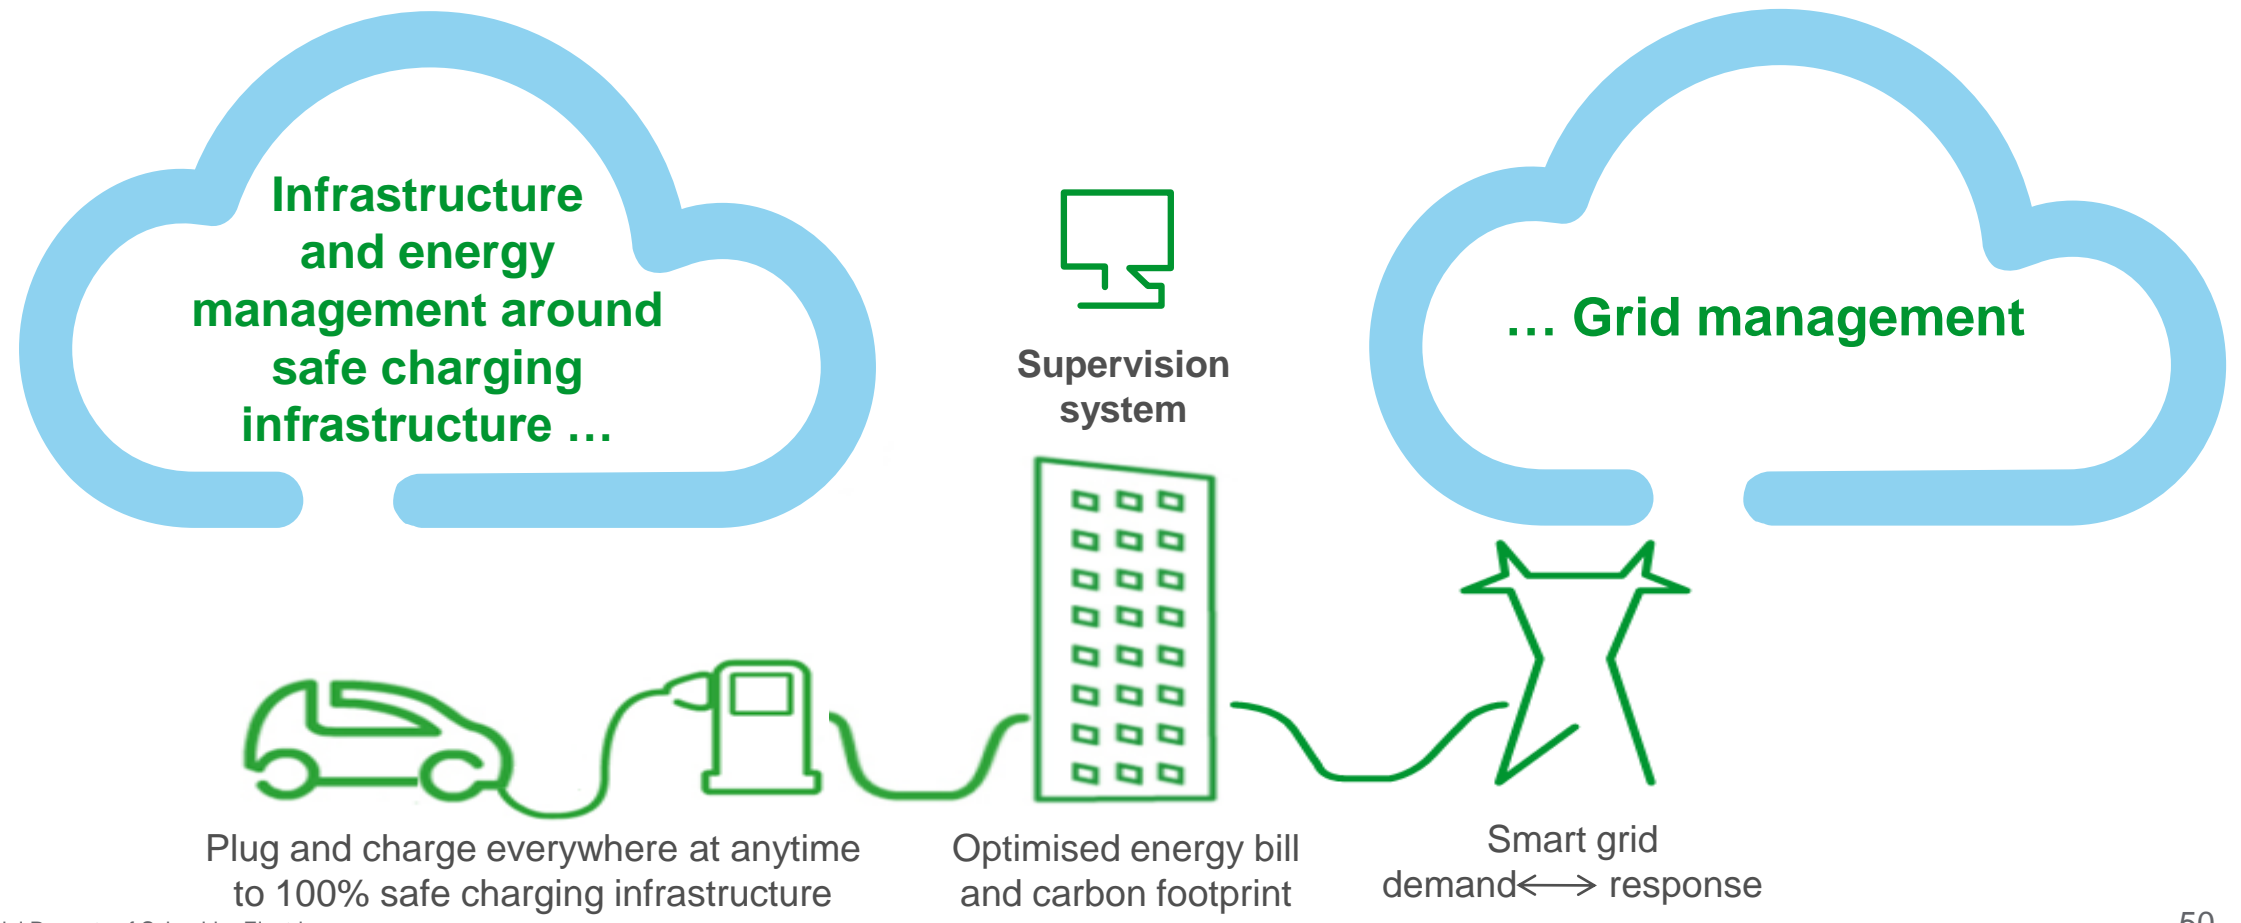 Infrastructure
and energy
management around
safe charging
infrastructure …
Supervision
system
… Grid management
Plug and charge everywhere at anytime
to 100% safe charging infrastructure
Optimised energy bill
and carbon footprint
Smart grid
demand⟷ response
50